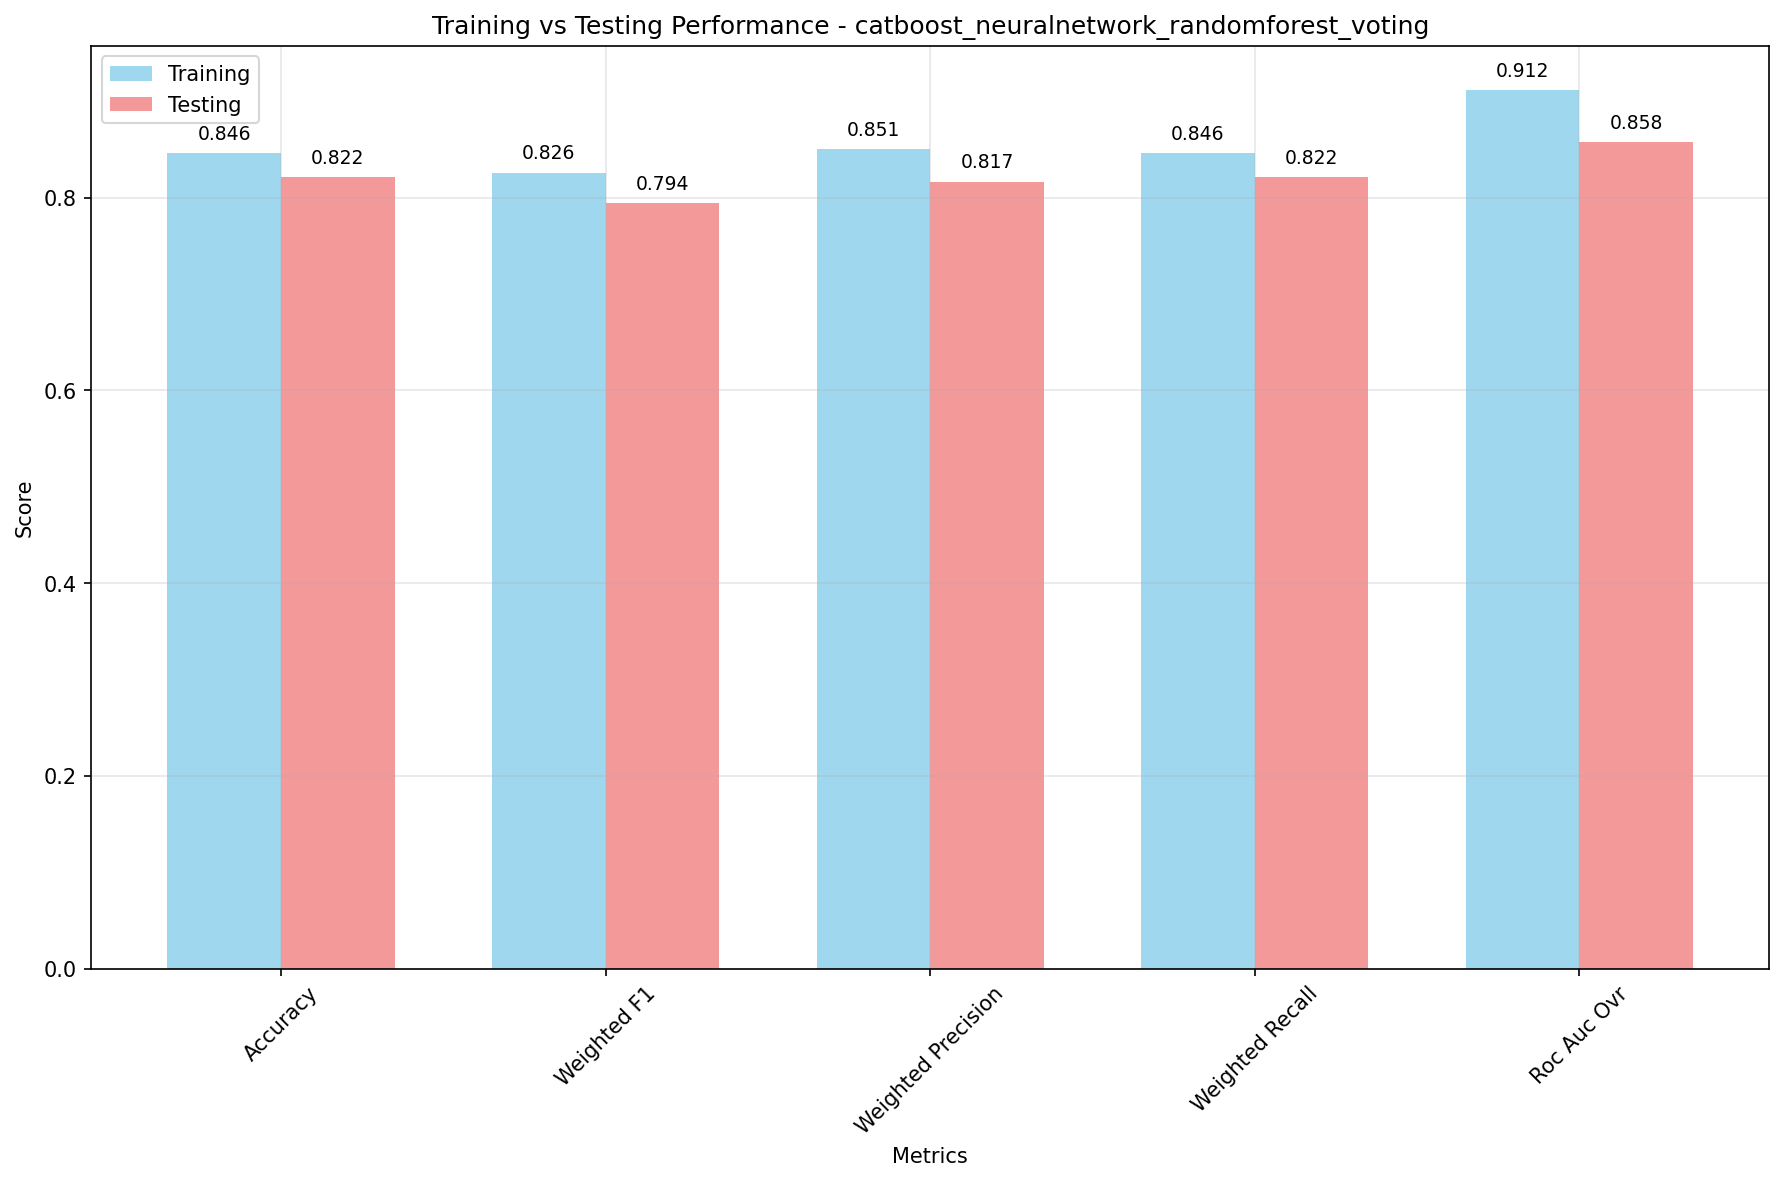 Training vs Testing Performance - catboost_neuralnetwork_randomforest_voting
Training
Testing
0.846
0.822
0.826
0.794
0.851
0.817
0.846
0.822
0.912
0.858
Score
0.8
0.6
0.4
0.2
0.0
Accuracy
Weighted F1
Weighted Precision
Weighted Recall
Roc Auc Ovr
Metrics